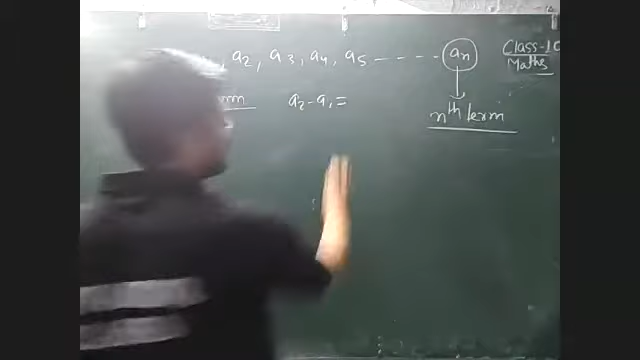 , a2, a3, a4, a5 - - - - an
Class-10
Maths
a2-a1=
nth term